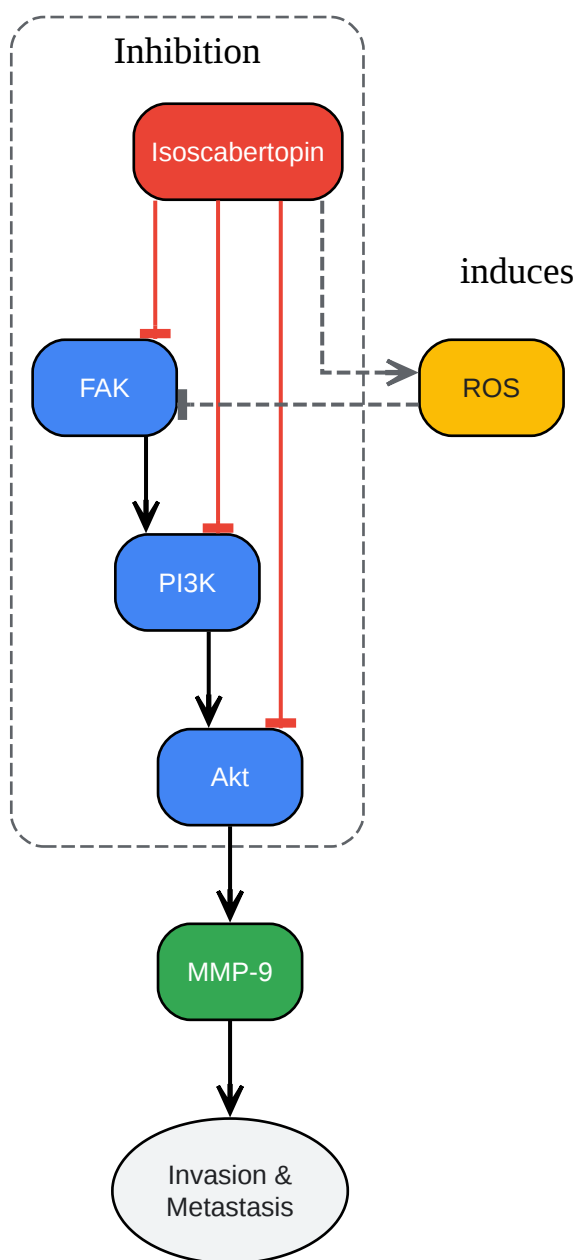 Inhibition
Isoscabertopin
induces
FAK
ROS
PI3K
Akt
MMP-9
Invasion &
Metastasis